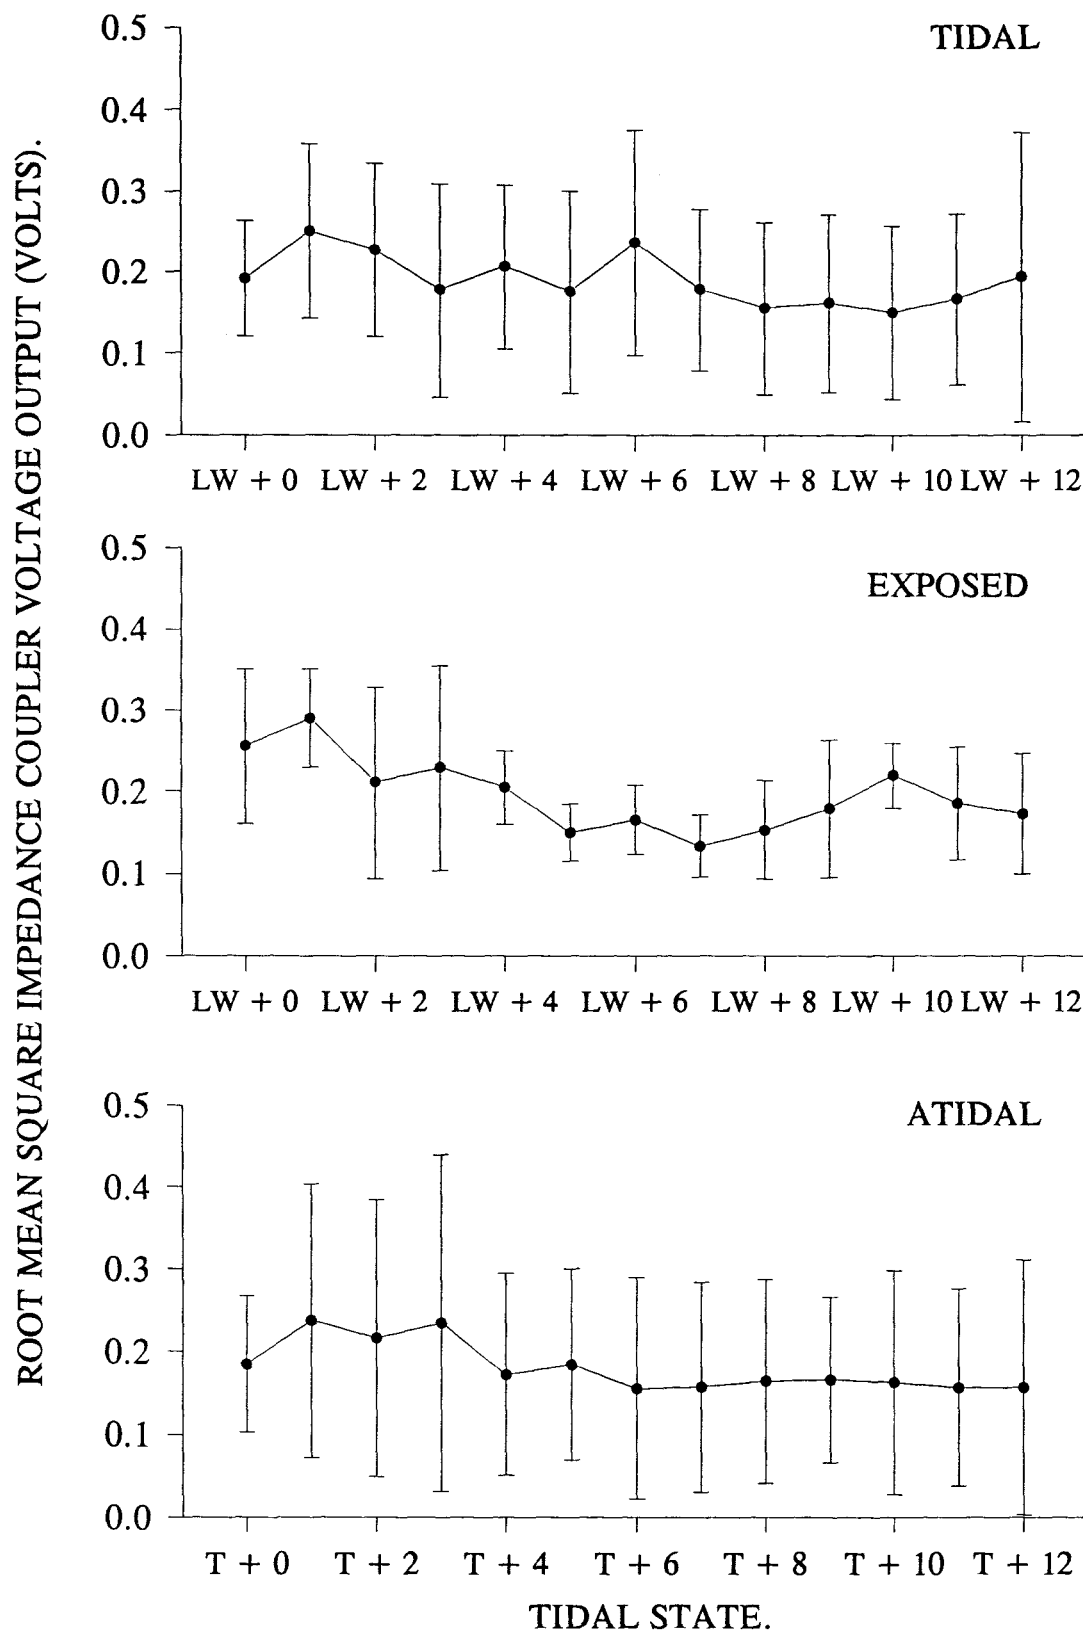 ROOT MEAN SQUARE IMPEDANCE COUPLER VOLTAGE OUTPUT (VOLTS).
TIDAL
0.5
0.4
0.3
0.2
0.1
0.0
LW + 0 LW + 2 LW + 4 LW + 6 LW + 8 LW + 10 LW + 12
EXPOSED
0.5
0.4
0.3
0.2
0.1
0.0
LW + 0 LW + 2 LW + 4 LW + 6 LW + 8 LW + 10 LW + 12
ATIDAL
0.5
0.4
0.3
0.2
0.1
0.0
T + 0 T + 2 T + 4 T + 6 T + 8 T + 10 T + 12
TIDAL STATE.